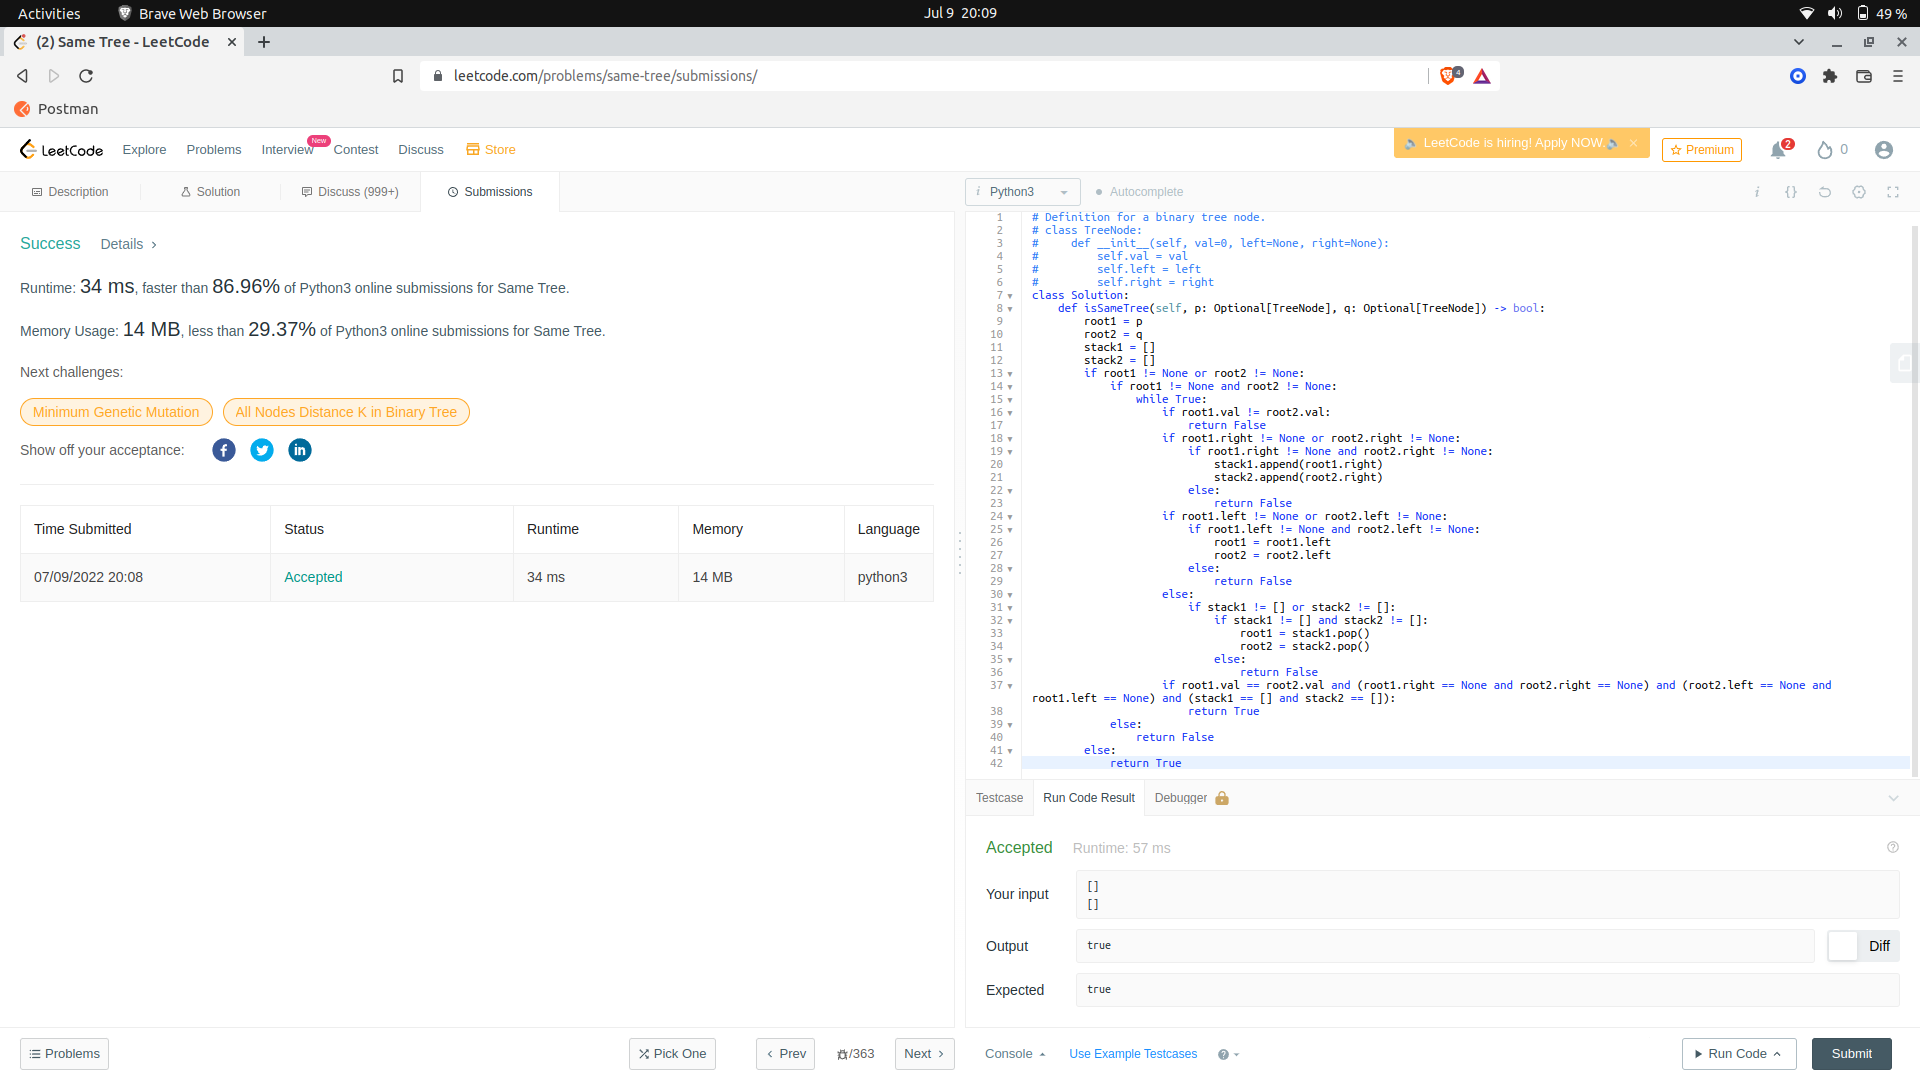 Activities
Brave Web Browser
Jul 9 20:09
49 %
(2) Same Tree - LeetCode
leetcode.com/problems/same-tree/submissions/
4
Postman
LeetCode
Explore
Problems
Interview
New
Contest
Discuss
Store
LeetCode is hiring! Apply NOW.
Premium
2
0
Description
Solution
Discuss (999+)
Submissions
i Python3
Autocomplete
i
{}
Success
Details
Runtime: 34 ms, faster than 86.96% of Python3 online submissions for Same Tree.
Memory Usage: 14 MB, less than 29.37% of Python3 online submissions for Same Tree.
Next challenges:
Minimum Genetic Mutation
All Nodes Distance K in Binary Tree
Show off your acceptance:
Time Submitted Status Runtime Memory Language
07/09/2022 20:08 Accepted 34 ms 14 MB python3
1 # Definition for a binary tree node.
2 # class TreeNode:
3 #     def __init__(self, val=0, left=None, right=None):
4 #         self.val = val
5 #         self.left = left
6 #         self.right = right
7 class Solution:
8     def isSameTree(self, p: Optional[TreeNode], q: Optional[TreeNode]) -> bool:
9         root1 = p
10         root2 = q
11         stack1 = []
12         stack2 = []
13         if root1 != None or root2 != None:
14             if root1 != None and root2 != None:
15                 while True:
16                     if root1.val != root2.val:
17                         return False
18                     if root1.right != None or root2.right != None:
19                         if root1.right != None and root2.right != None:
20                             stack1.append(root1.right)
21                             stack2.append(root2.right)
22                         else:
23                             return False
24                     if root1.left != None or root2.left != None:
25                         if root1.left != None and root2.left != None:
26                             root1 = root1.left
27                             root2 = root2.left
28                         else:
29                             return False
30                     else:
31                         if stack1 != [] or stack2 != []:
32                             if stack1 != [] and stack2 != []:
33                                 root1 = stack1.pop()
34                                 root2 = stack2.pop()
35                             else:
36                                 return False
37                     if root1.val == root2.val and (root1.right == None and root2.right == None) and (root2.left == None and
root1.left == None) and (stack1 == [] and stack2 == []):
38                         return True
39             else:
40                 return False
41         else:
42             return True
Testcase
Run Code Result
Debugger
Accepted
Runtime: 57 ms
Your input
[]
[]
Output
true
Diff
Expected
true
Problems
Pick One
Prev
/363
Next
Console
Use Example Testcases
Run Code
Submit